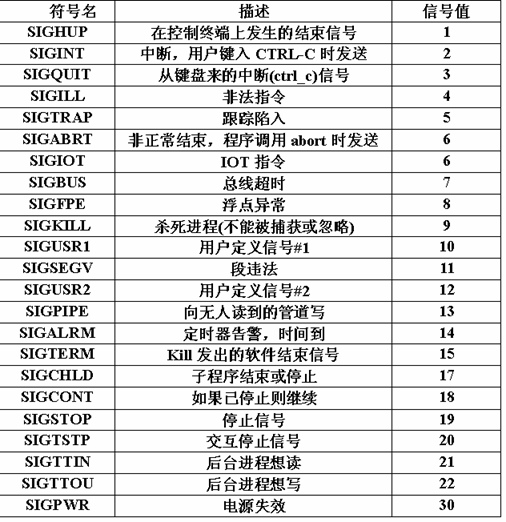 符号名 描述 信号值
SIGHUP 在控制终端上发生的结束信号 1
SIGINT 中断，用户键入 CTRL-C 时发送 2
SIGQUIT 从键盘来的中断(ctrl_c)信号 3
SIGILL 非法指令 4
SIGTRAP 跟踪陷入 5
SIGABRT 非正常结束，程序调用 abort 时发送 6
SIGIOT IOT 指令 6
SIGBUS 总线超时 7
SIGFPE 浮点异常 8
SIGKILL 杀死进程(不能被捕获或忽略) 9
SIGUSR1 用户定义信号#1 10
SIGSEGV 段违法 11
SIGUSR2 用户定义信号#2 12
SIGPIPE 向无人读到的管道写 13
SIGALRM 定时器告警，时间到 14
SIGTERM Kill 发出的软件结束信号 15
SIGCHLD 子程序结束或停止 17
SIGCONT 如果已停止则继续 18
SIGSTOP 停止信号 19
SIGTSTP 交互停止信号 20
SIGTTIN 后台进程想读 21
SIGTTOU 后台进程想写 22
SIGPWR 电源失效 30